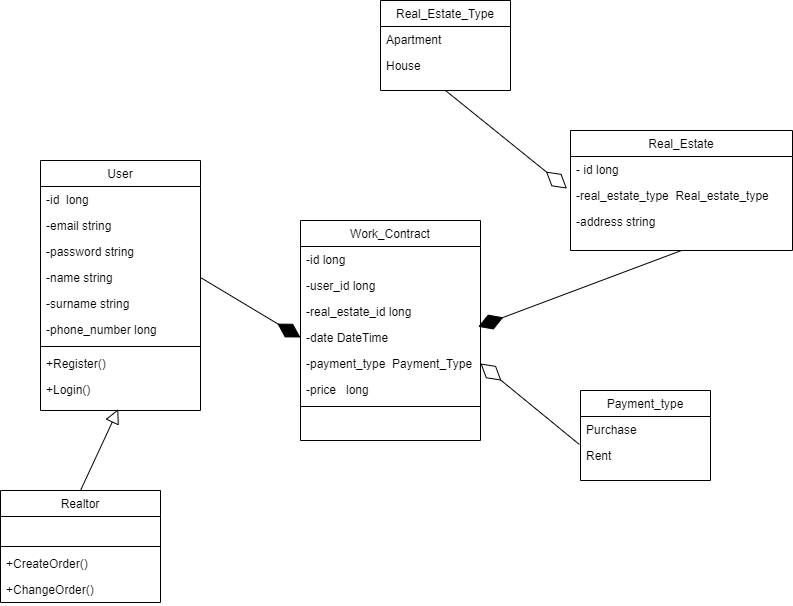 Real_Estate_Type
Apartment
House
Real_Estate
- id long
-real_estate_type  Real_estate_type
-address string
User
-id  long
-email string
-password string
-name string
-surname string
-phone_number long
+Register()
+Login()
Work_Contract
-id long
-user_id long
-real_estate_id long
-date DateTime
-payment_type  Payment_Type
-price   long
Payment_type
Purchase
Rent
Realtor
+CreateOrder()
+ChangeOrder()